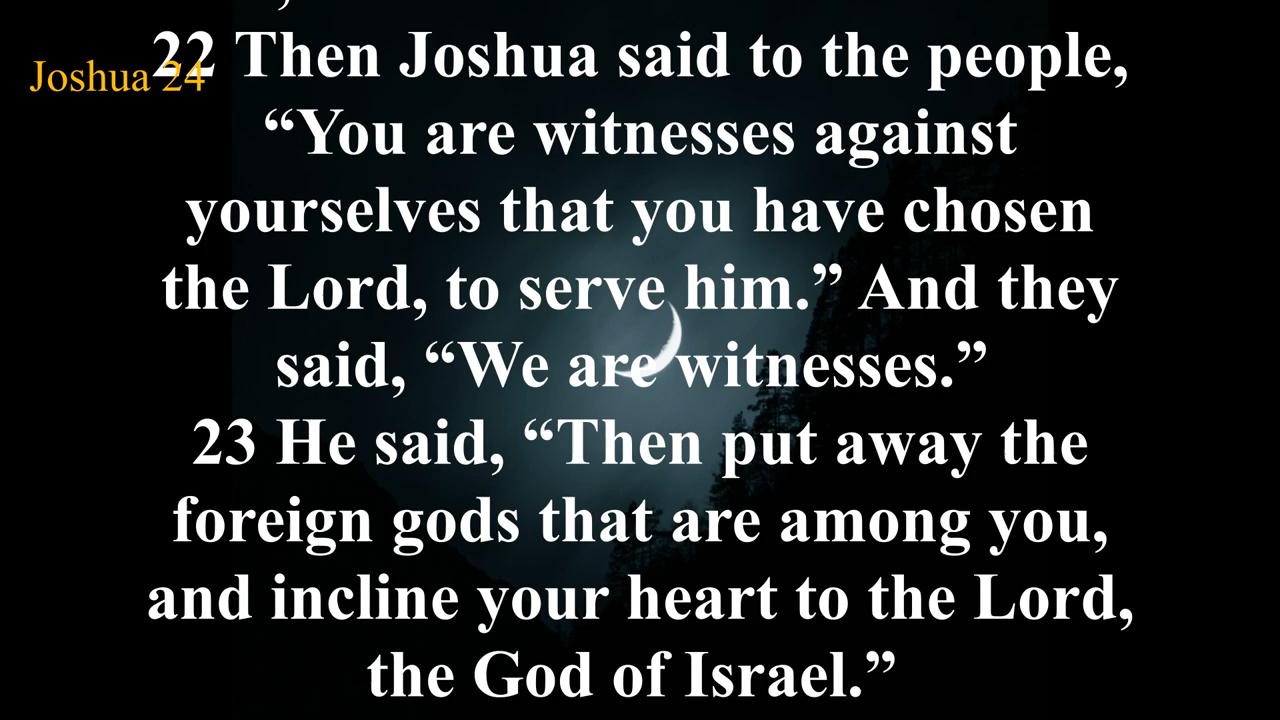 Joshua 24
22 Then Joshua said to the people,
“You are witnesses against
yourselves that you have chosen
the Lord, to serve him.” And they
said, “We are witnesses.”
23 He said, “Then put away the
foreign gods that are among you,
and incline your heart to the Lord,
the God of Israel.”